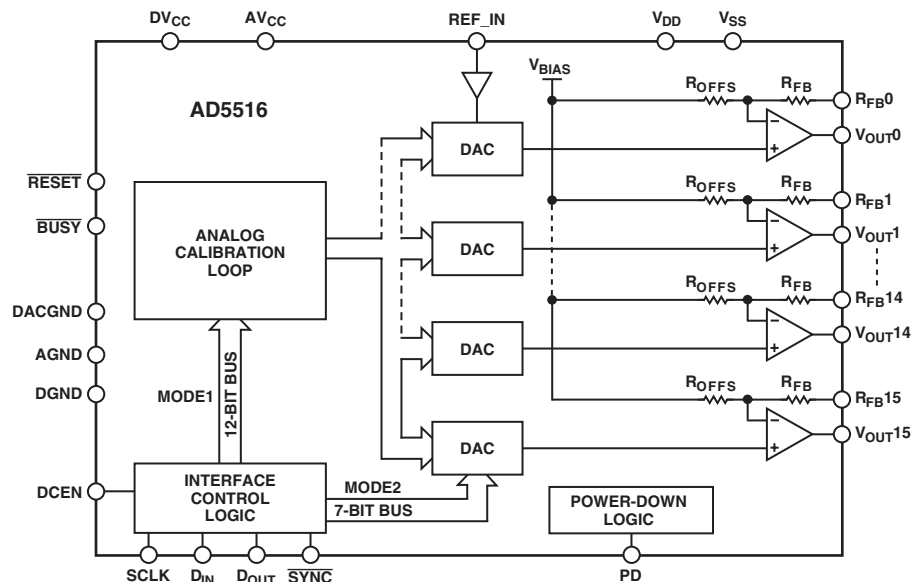 DVCC AVCC REF_IN VDD VSS
AD5516
VBIAS
ROFFS RFB RFB0
DAC
VOUT0
RESET
BUSY
ANALOG
CALIBRATION
LOOP
ROFFS RFB RFB1
DAC
VOUT1
DACGND
AGND
DGND
MODE1
12-BIT BUS
ROFFS RFB RFB14
DAC
VOUT14
ROFFS RFB RFB15
DAC
VOUT15
DCEN
INTERFACE
CONTROL
LOGIC
MODE2
7-BIT BUS
POWER-DOWN
LOGIC
SCLK DIN DOUT SYNC PD